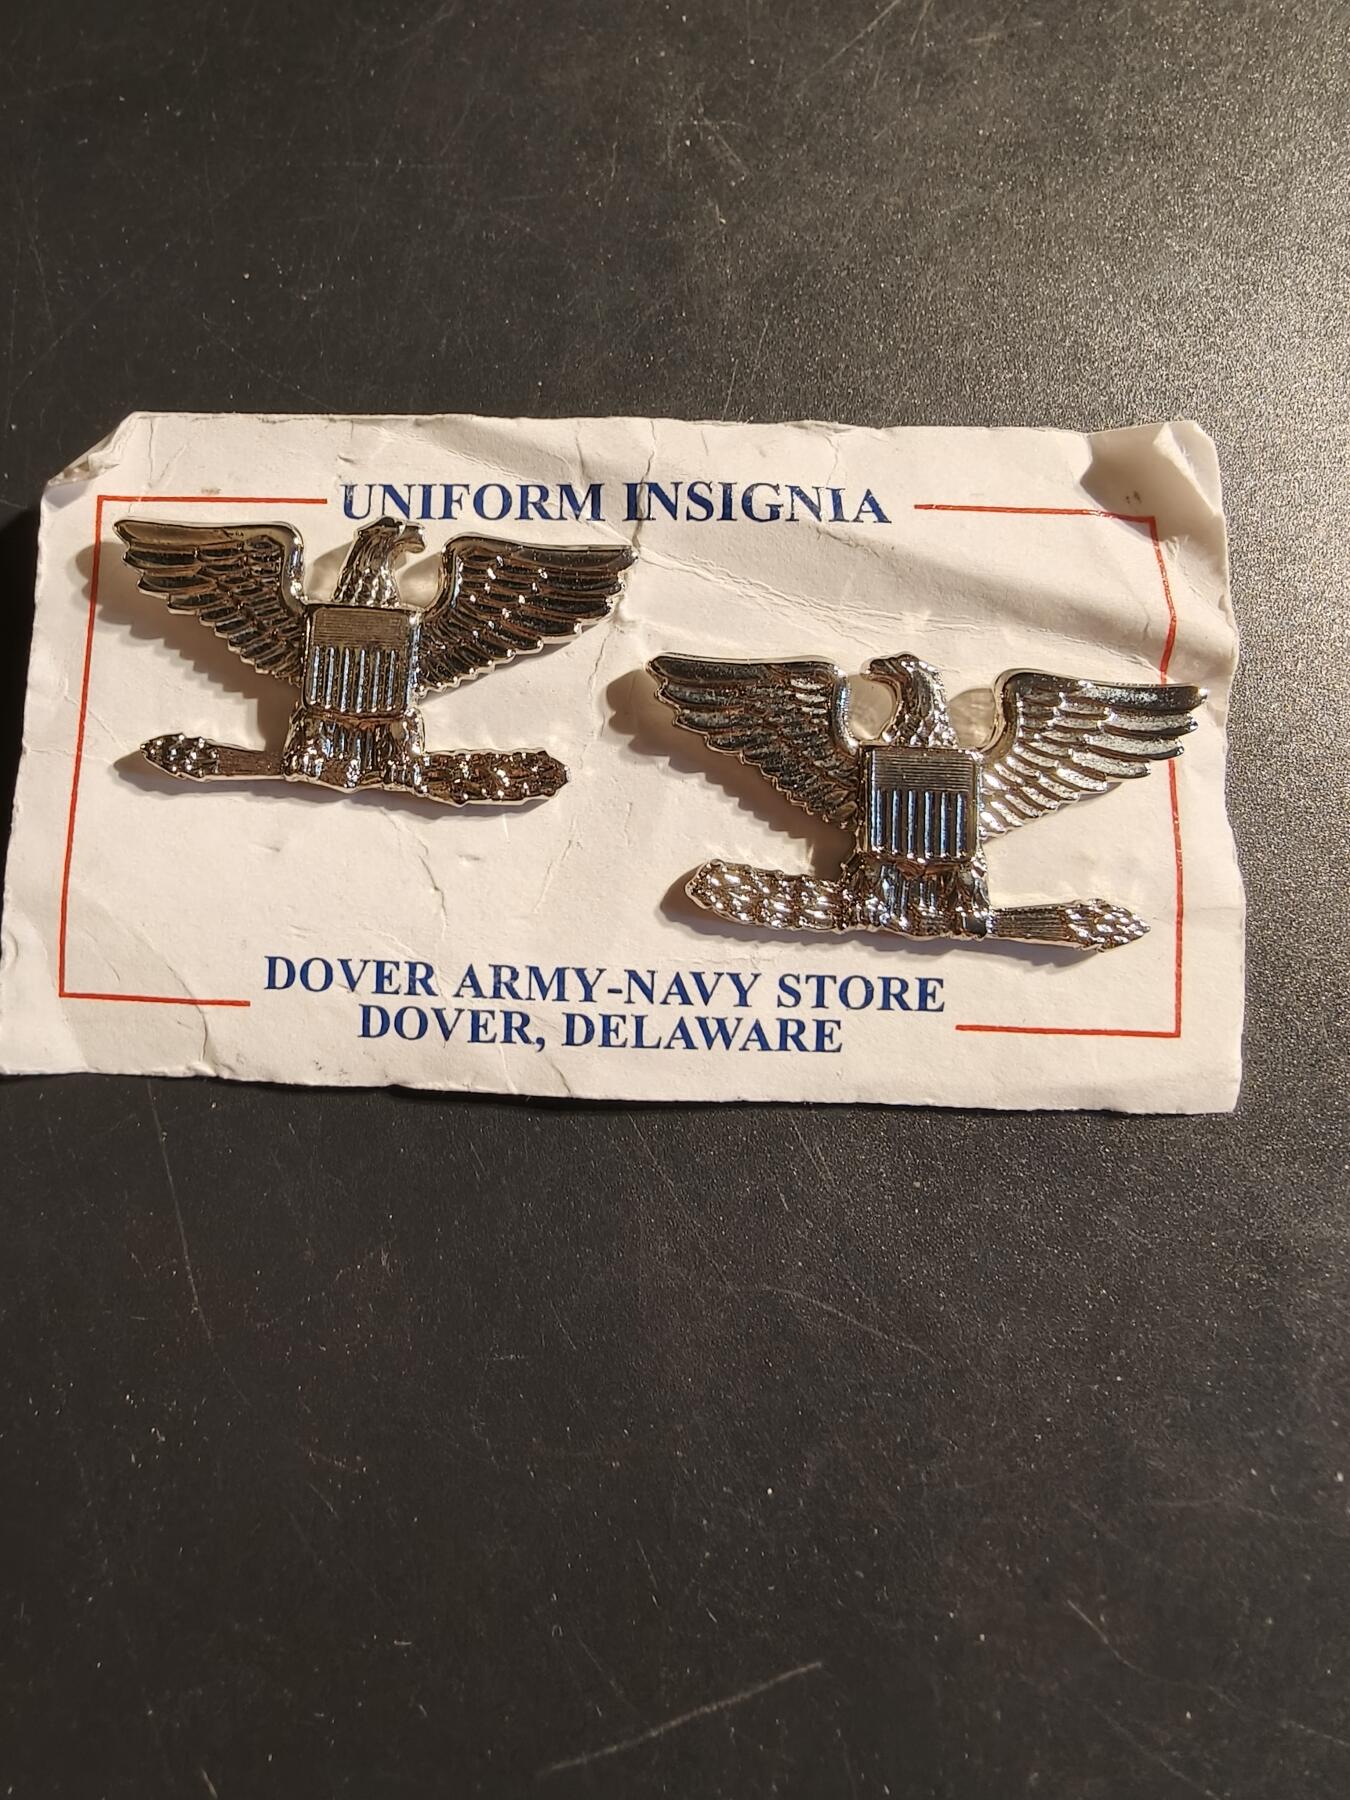 UNIFORM INSIGNIA
DOVER ARMY-NAVY STORE
DOVER, DELAWARE